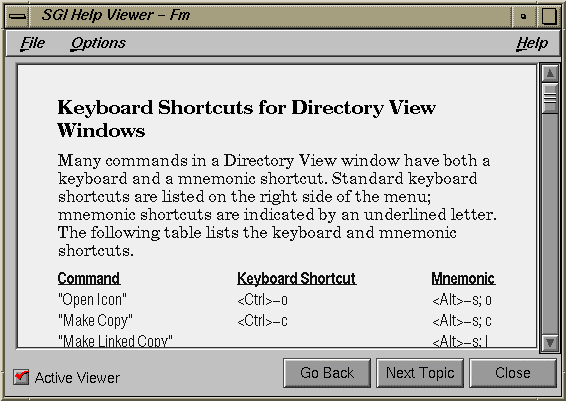 SGI Help Viewer – Fm
File Options Help
Keyboard Shortcuts for Directory View
Windows
Many commands in a Directory View window have both a
keyboard and a mnemonic shortcut. Standard keyboard
shortcuts are listed on the right side of the menu;
mnemonic shortcuts are indicated by an underlined letter.
The following table lists the keyboard and mnemonic
shortcuts.
Command Keyboard Shortcut Mnemonic
"Open Icon" <Ctrl>–o <Alt>–s; o
"Make Copy" <Ctrl>–c <Alt>–s; c
"Make Linked Copy" <Alt>–s; l
Active Viewer Go Back Next Topic Close